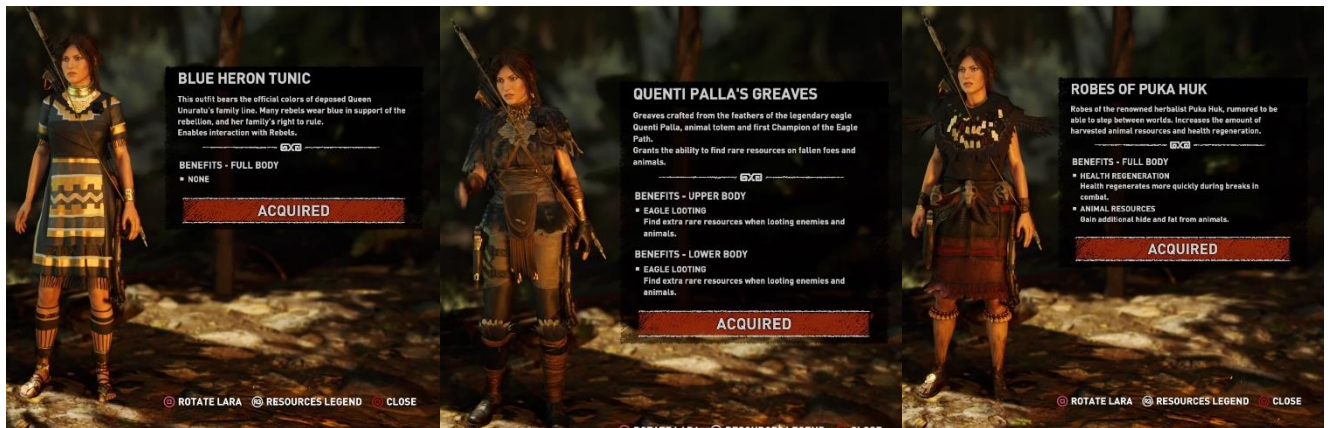 BLUE HERON TUNIC
This outfit bears the official colors of deposed Queen
Unuratu's family line. Many rebels wear blue in support of the
rebellion, and her family's right to rule.
Enables interaction with Rebels.
BENEFITS - FULL BODY
NONE
ACQUIRED
ROTATE LARA R3 RESOURCES LEGEND CLOSE
QUENTI PALLA'S GREAVES
Greaves crafted from the feathers of the legendary eagle
Quenti Palla, animal totem and first Champion of the Eagle
Path.
Grants the ability to find rare resources on fallen foes and
animals.
BENEFITS - UPPER BODY
EAGLE LOOTING
Find extra rare resources when looting enemies and
animals.
BENEFITS - LOWER BODY
EAGLE LOOTING
Find extra rare resources when looting enemies and
animals.
ACQUIRED
ROTATE LARA RESOURCES LEGEND CLOSE
ROBES OF PUKA HUK
Robes of the renowned herbalist Puka Huk, rumored to be
able to step between worlds. Increases the amount of
harvested animal resources and health regeneration.
BENEFITS - FULL BODY
HEALTH REGENERATION
Health regenerates more quickly during breaks in
combat.
ANIMAL RESOURCES
Gain additional hide and fat from animals.
ACQUIRED
ROTATE LARA R3 RESOURCES LEGEND CLOSE